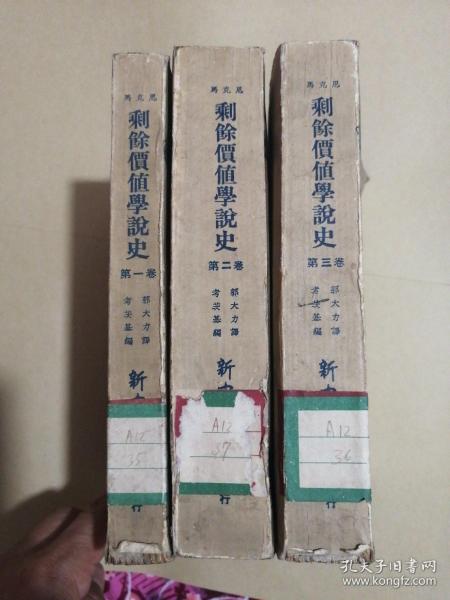 馬克思
剩餘價值學說史
第一卷
郭大力譯
考茨基編
新
A12
35
馬克思
剩餘價值學說史
第二卷
郭大力譯
考茨基編
新
A12
37
行
馬克思
剩餘價值學說史
第三卷
郭大力譯
考茨基編
新
A12
36
行
孔夫子旧书网
www.kongfz.com